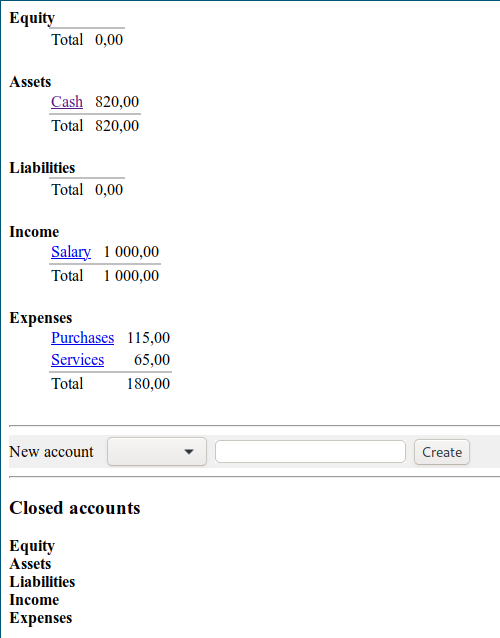 Equity
Total 0,00
Assets
Cash 820,00
Total 820,00
Liabilities
Total 0,00
Income
Salary 1 000,00
Total 1 000,00
Expenses
Purchases 115,00
Services 65,00
Total 180,00
New account Create
Closed accounts
Equity
Assets
Liabilities
Income
Expenses